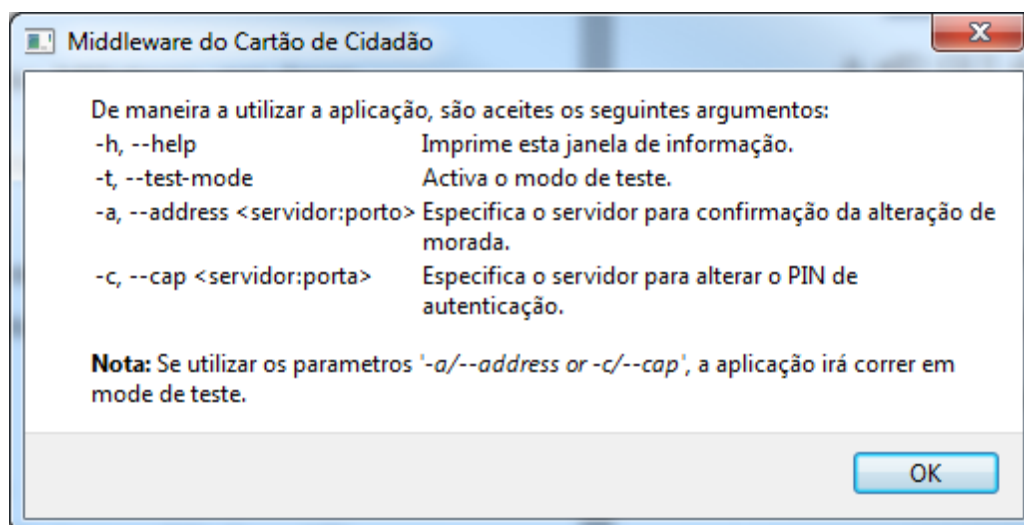 Middleware do Cartão de Cidadão
De maneira a utilizar a aplicação, são aceites os seguintes argumentos:
-h, --help Imprime esta janela de informação.
-t, --test-mode Activa o modo de teste.
-a, --address <servidor:porto> Especifica o servidor para confirmação da alteração de
morada.
-c, --cap <servidor:porta> Especifica o servidor para alterar o PIN de
autenticação.
Nota: Se utilizar os parametros '-a/--address or -c/--cap', a aplicação irá correr em
mode de teste.
OK